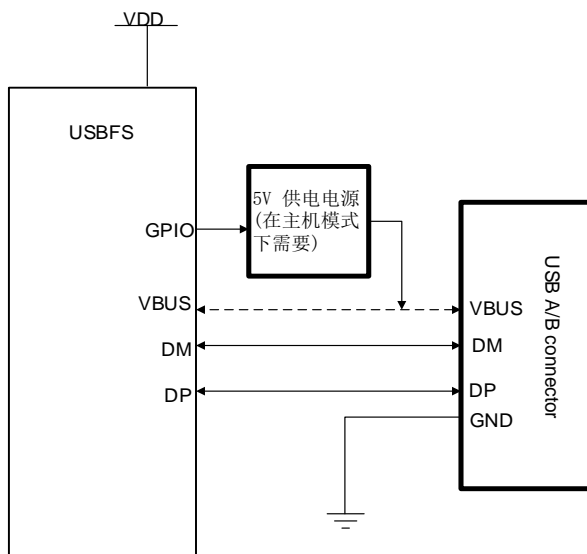 VDD
USBFS
5V 供电电源
(在主机模式
下需要)
GPIO
VBUS
DM
DP
VBUS
DM
DP
GND
USB A/B connector